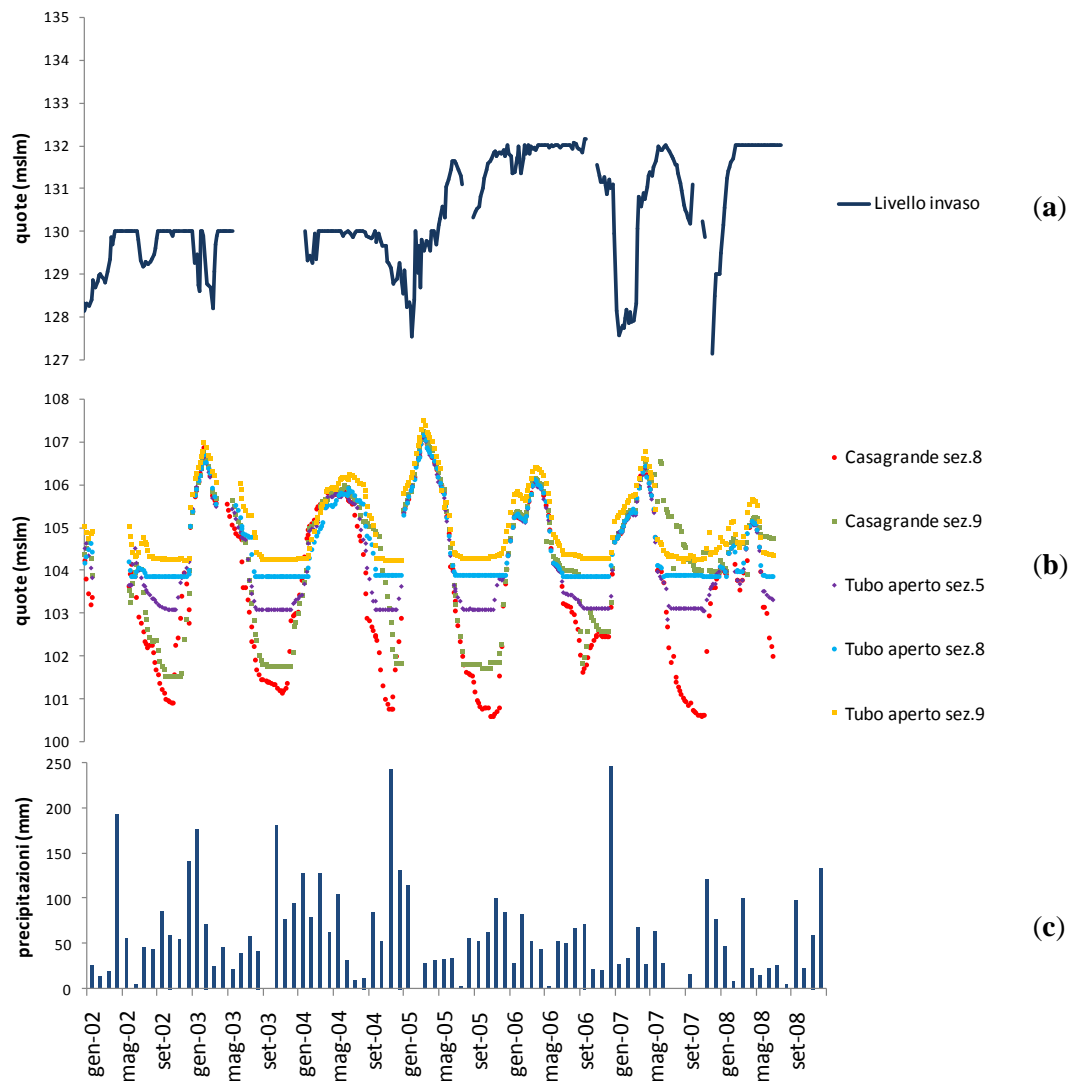 135
134
133
132
131
130
129
128
127
quote (mslm)
Livello invaso
(a)
108
107
106
105
104
103
102
101
100
quot e (mslm)
Casagrande sez.8
Casagrande sez.9
Tubo aperto sez.5
Tubo aperto sez.8
Tubo aperto sez.9
(b)
250
200
150
100
50
0
precipitazioni (mm)
(c)
gen-02
mag-02
set-02
gen-03
mag-03
set-03
gen-04
mag-04
set-04
gen-05
mag-05
set-05
gen-06
mag-06
set-06
gen-07
mag-07
set-07
gen-08
mag-08
set-08